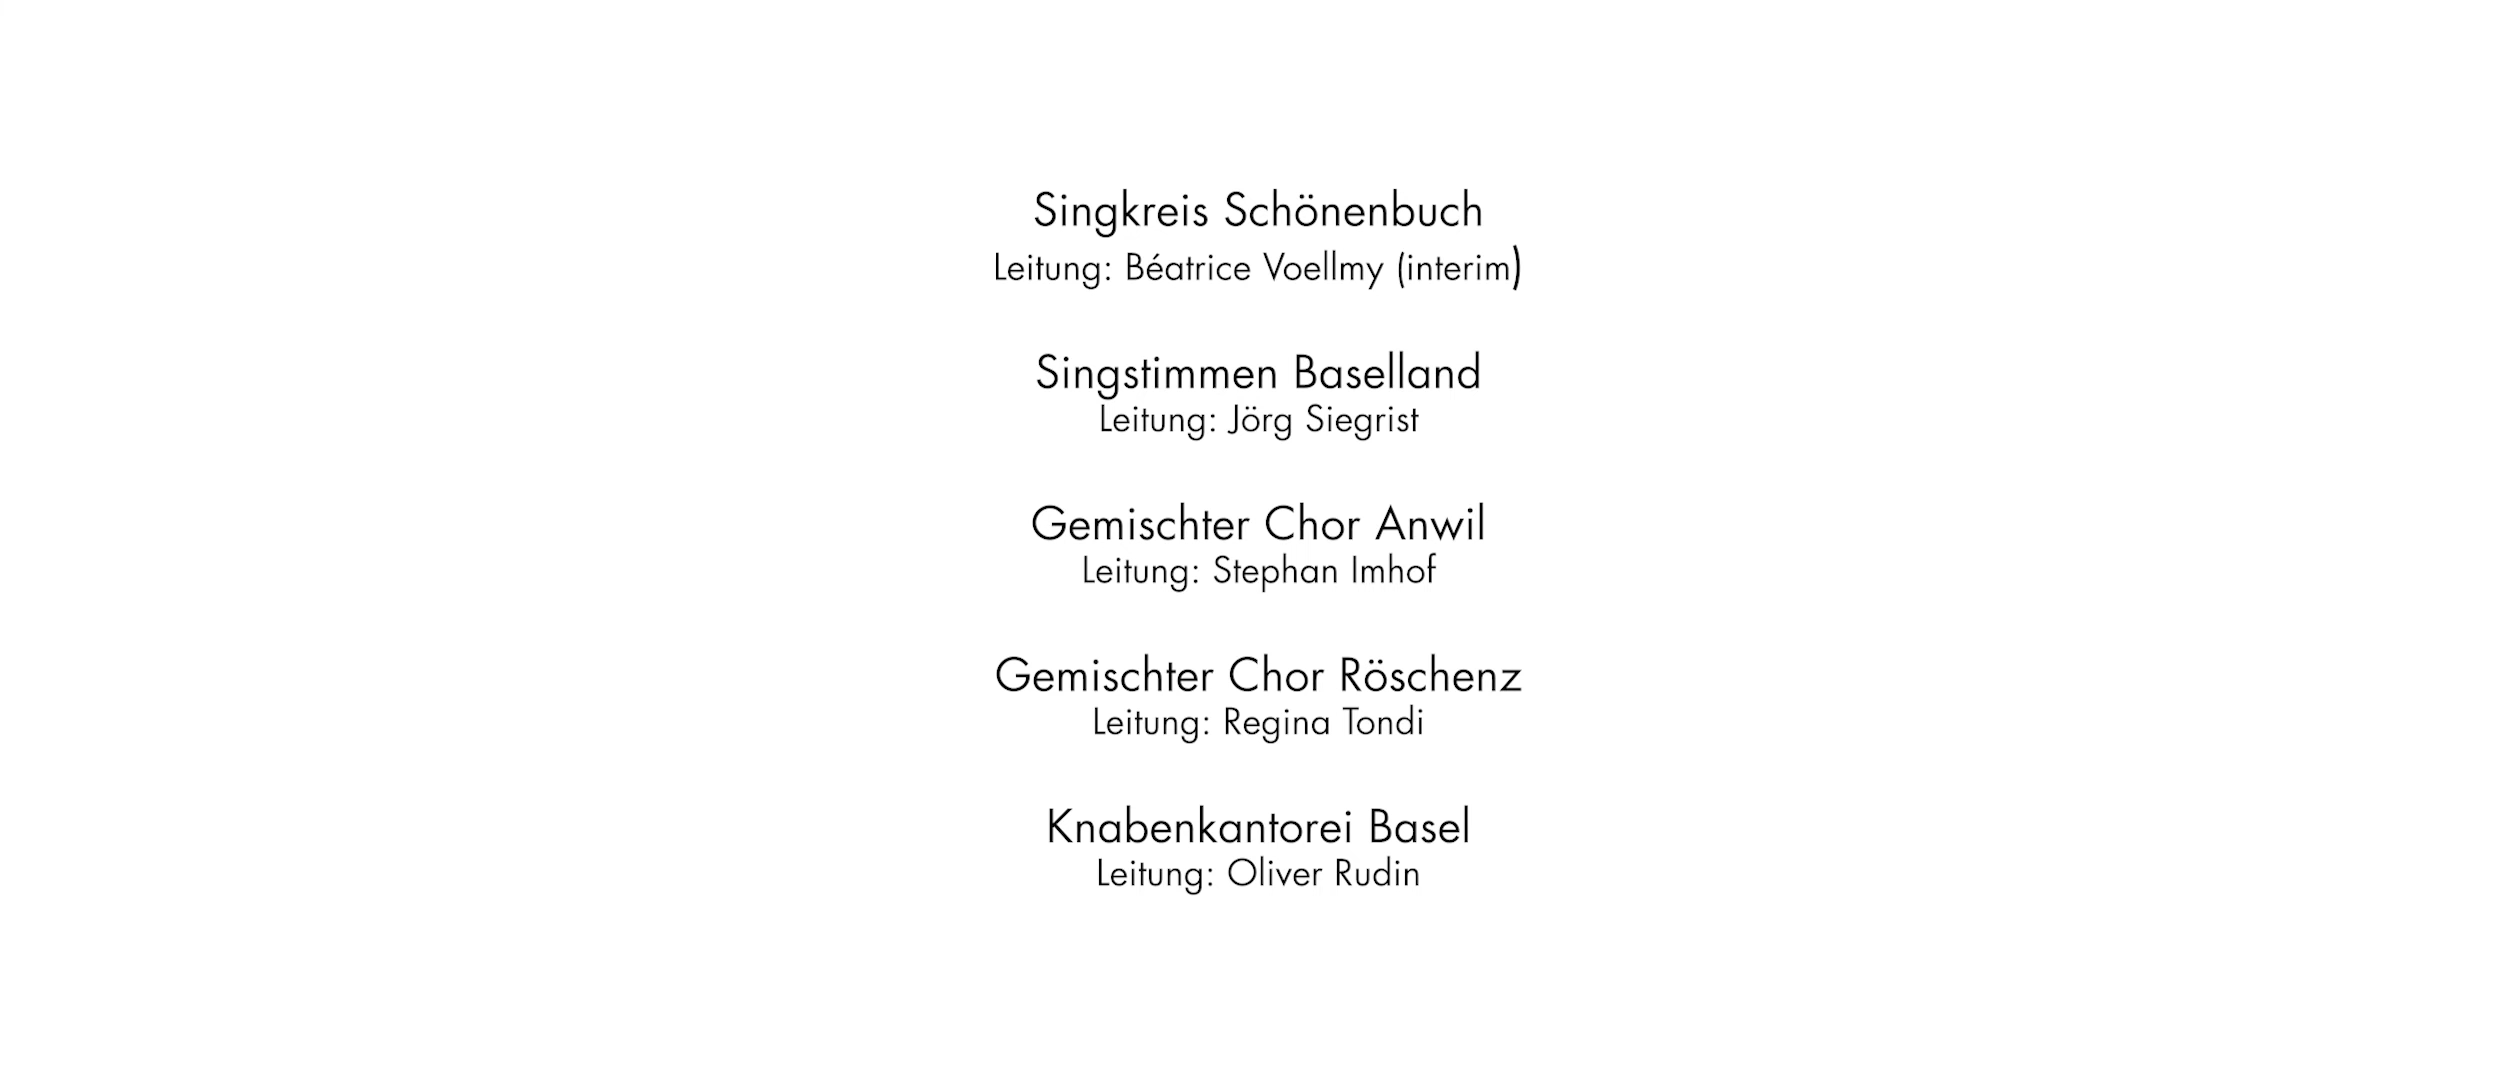 Singkreis Schönenbuch
Leitung: Béatrice Voellmy (interim)
Singstimmen Baselland
Leitung: Jörg Siegrist
Gemischter Chor Anwil
Leitung: Stephan Imhof
Gemischter Chor Röschenz
Leitung: Regina Tondi
Knabenkantorei Basel
Leitung: Oliver Rudin